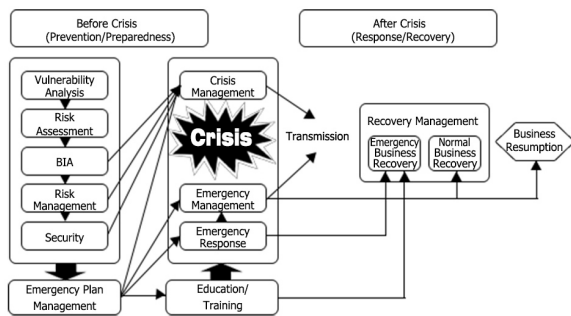 Before Crisis
(Prevention/Preparedness)
After Crisis
(Response/Recovery)
Vulnerability
Analysis
Risk
Assessment
BIA
Risk
Management
Security
Emergency Plan
Management
Crisis
Management
Crisis
Emergency
Management
Emergency
Response
Education/
Training
Transmission
Recovery Management
Emergency
Business
Recovery
Normal
Business
Recovery
Business
Resumption